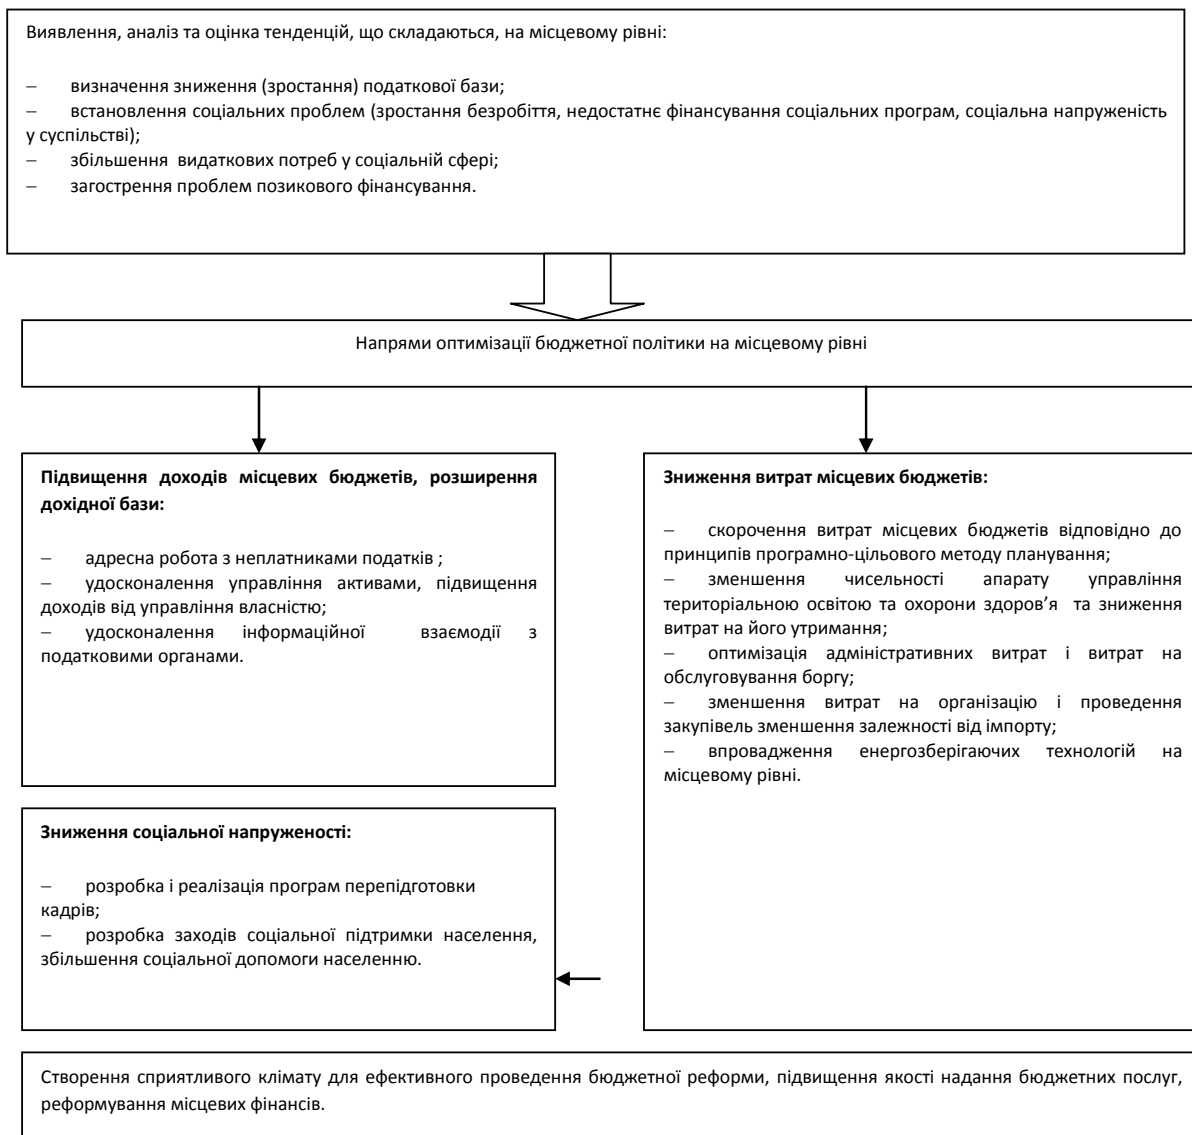 Виявлення, аналіз та оцінка тенденцій, що складаються, на місцевому рівні:
– визначення зниження (зростання) податкової бази;
– встановлення соціальних проблем (зростання безробіття, недостатнє фінансування соціальних програм, соціальна напруженість
у суспільстві);
– збільшення видаткових потреб у соціальній сфері;
– загострення проблем позикового фінансування.
Напрями оптимізації бюджетної політики на місцевому рівні
Підвищення доходів місцевих бюджетів, розширення
дохідної бази:
– адресна робота з неплатниками податків ;
– удосконалення управління активами, підвищення
доходів від управління власністю;
– удосконалення інформаційної взаємодії з
податковими органами.
Зниження витрат місцевих бюджетів:
– скорочення витрат місцевих бюджетів відповідно до
принципів програмно-цільового методу планування;
– зменшення чисельності апарату управління
територіальною освітою та охорони здоров’я та зниження
витрат на його утримання;
– оптимізація адміністративних витрат і витрат на
обслуговування боргу;
– зменшення витрат на організацію і проведення
закупівель зменшення залежності від імпорту;
– впровадження енергозберігаючих технологій на
місцевому рівні.
Зниження соціальної напруженості:
– розробка і реалізація програм перепідготовки
кадрів;
– розробка заходів соціальної підтримки населення,
збільшення соціальної допомоги населенню.
Створення сприятливого клімату для ефективного проведення бюджетної реформи, підвищення якості надання бюджетних послуг,
реформування місцевих фінансів.